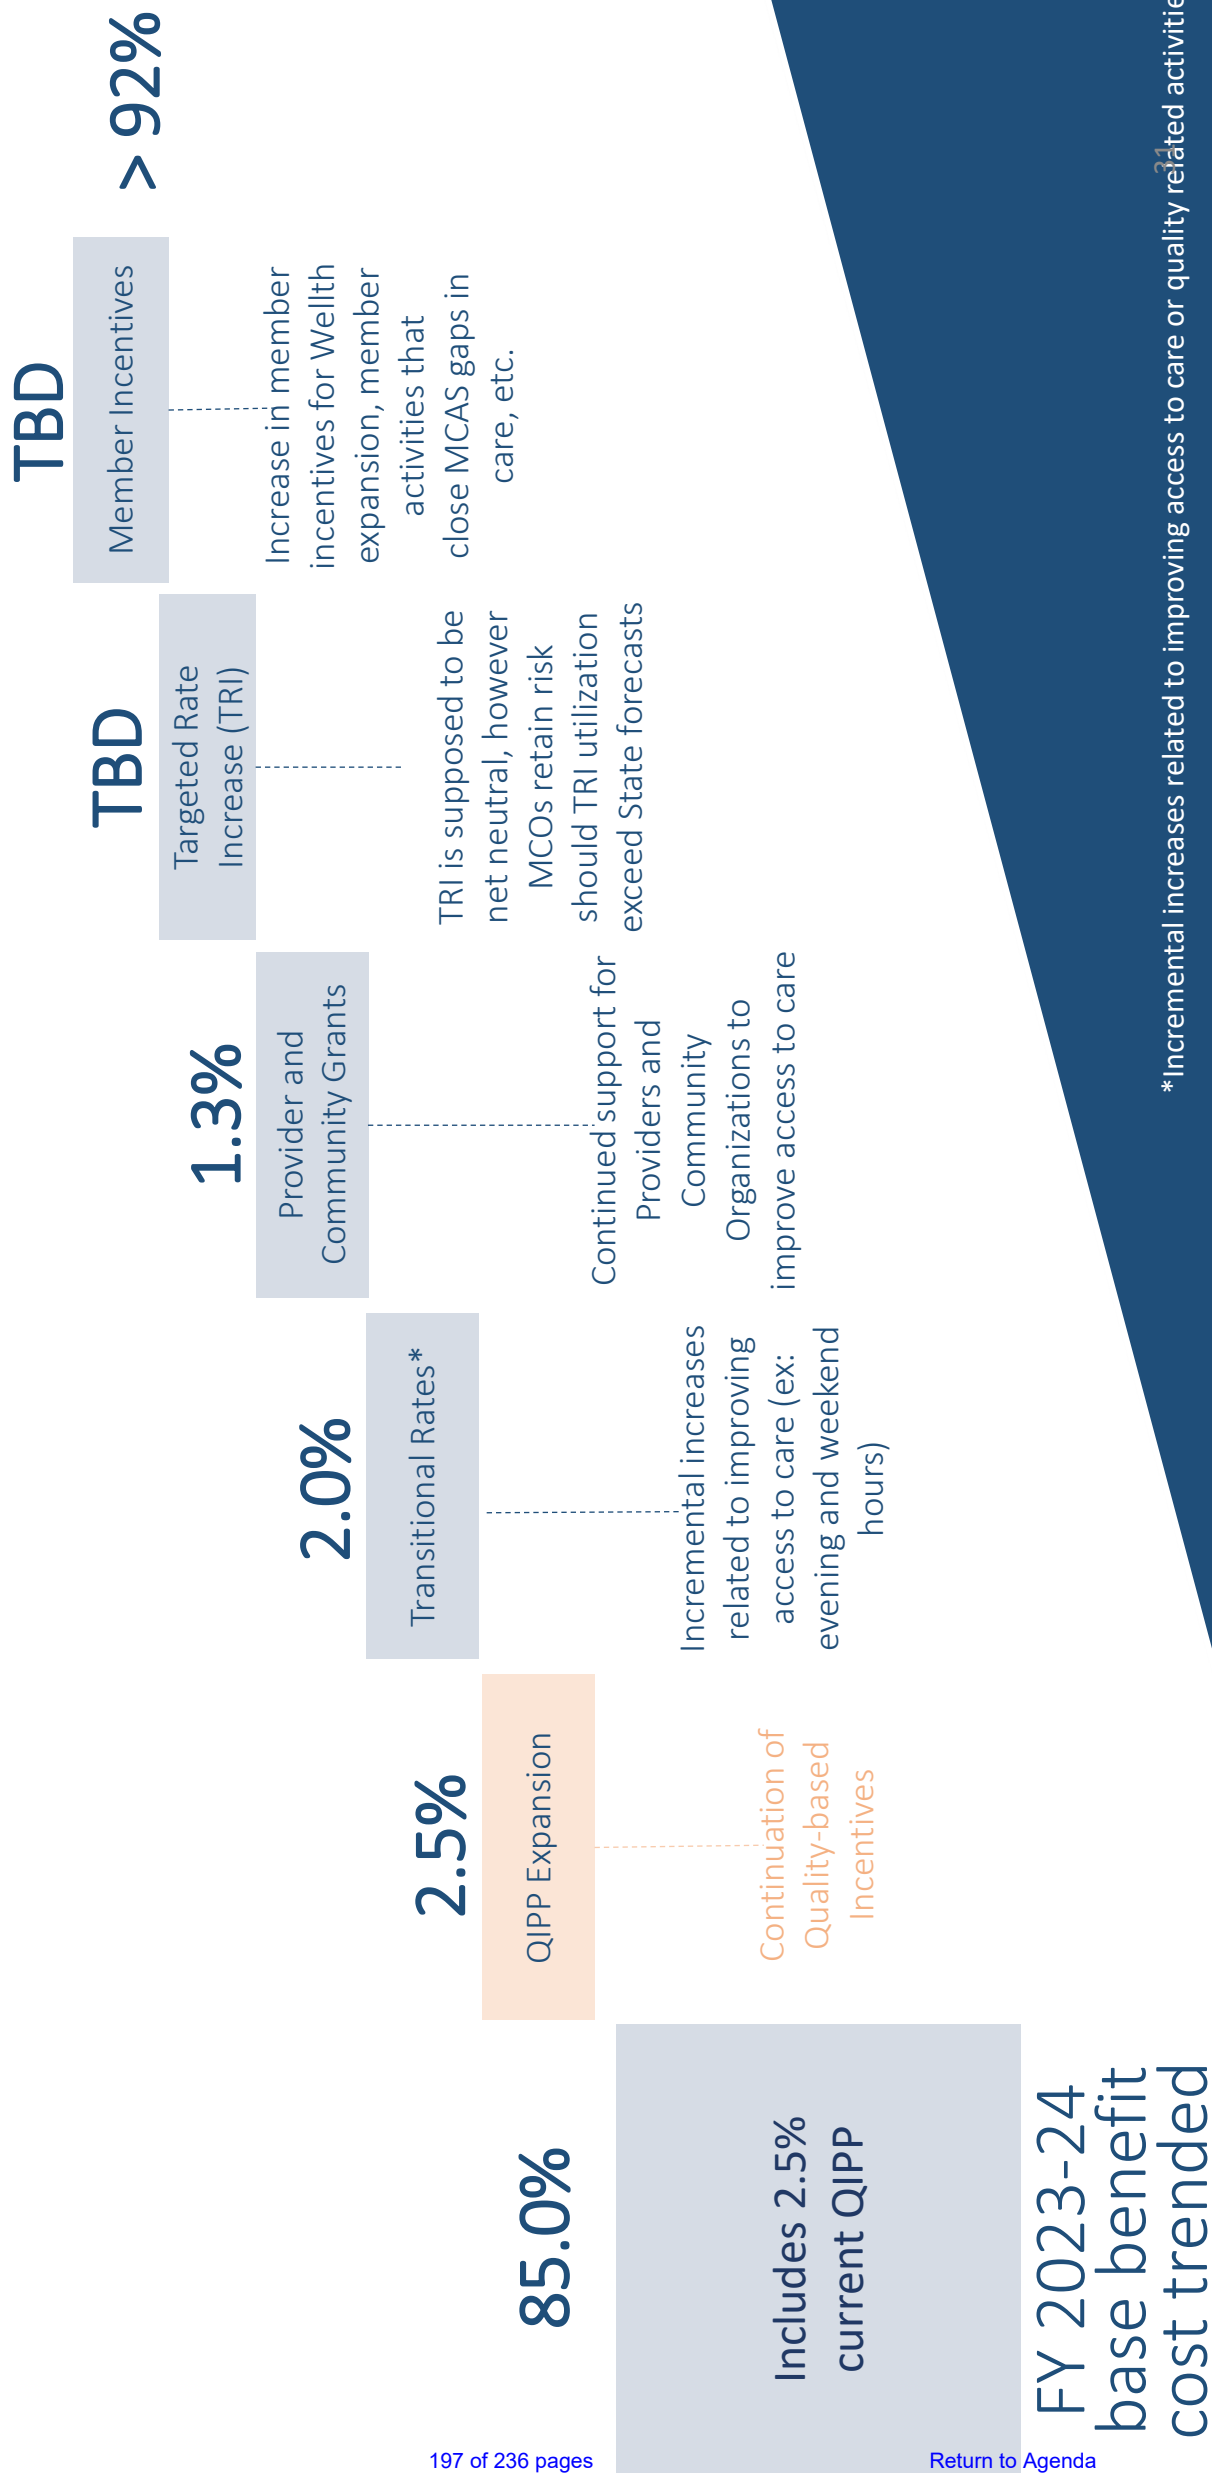 85.0%
Includes 2.5%
current QIPP
FY 2023-24
base benefit
cost trended
2.5%
QIPP Expansion
Continuation of
Quality-based
Incentives
2.0%
Transitional Rates*
Incremental increases
related to improving
access to care (ex:
evening and weekend
hours)
1.3%
Provider and
Community Grants
Continued support for
Providers and
Community
Organizations to
improve access to care
TBD
Targeted Rate
Increase (TRI)
TRI is supposed to be
net neutral, however
MCOs retain risk
should TRI utilization
exceed State forecasts
TBD
Member Incentives
Increase in member
incentives for Wellth
expansion, member
activities that
close MCAS gaps in
care, etc.
> 92%
*Incremental increases related to improving access to care or quality related activitie
31
197 of 236 pages
Return to Agenda